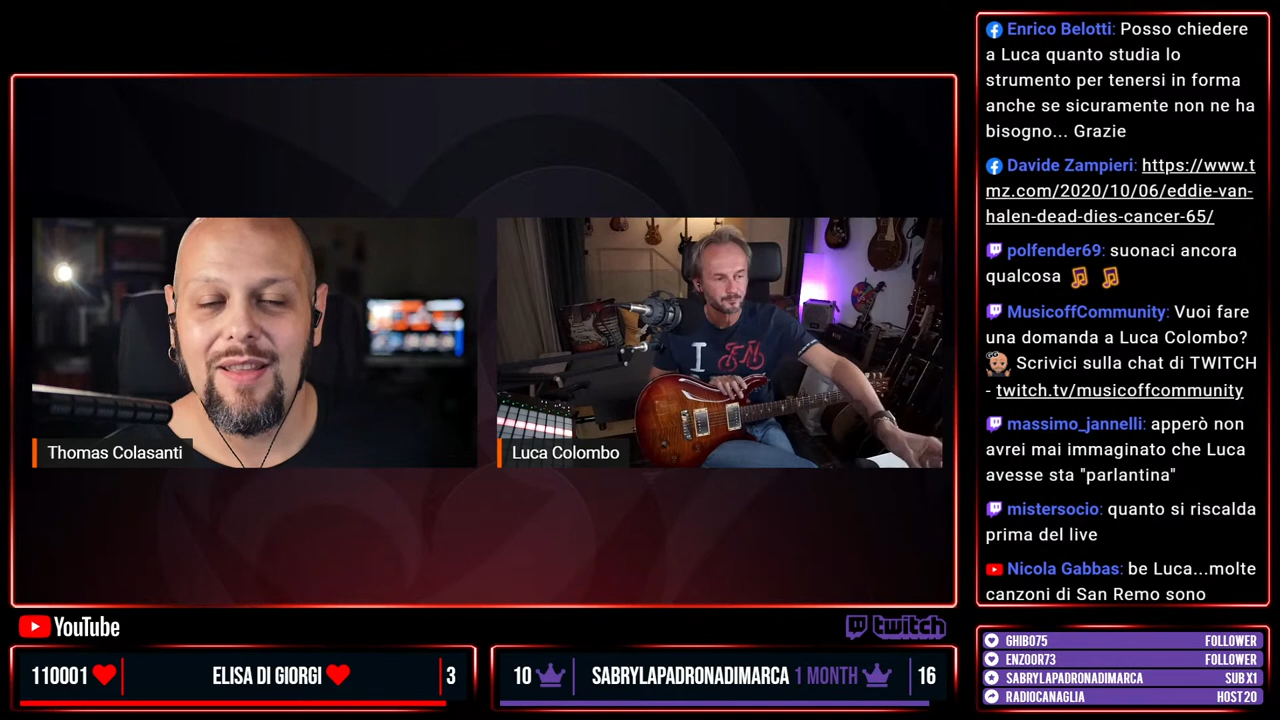 Enrico Belotti: Posso chiedere
a Luca quanto studia lo
strumento per tenersi in forma
anche se sicuramente non ne ha
bisogno... Grazie
Davide Zampieri: https://www.t
mz.com/2020/10/06/eddie-van-
halen-dead-dies-cancer-65/
polfender69: suonaci ancora
qualcosa
MusicoffCommunity: Vuoi fare
una domanda a Luca Colombo?
Scrivici sulla chat di TWITCH
- twitch.tv/musicoffcommunity
massimo_jannelli: apperò non
avrei mai immaginato che Luca
avesse sta "parlantina"
mistersocio: quanto si riscalda
prima del live
Nicola Gabbas: be Luca...molte
canzoni di San Remo sono
Thomas Colasanti
Luca Colombo
I
YouTube
twitch
110001 ELISA DI GIORGI 3
10 SABRYLAPADRONADIMARCA 1 MONTH 16
GHIBO75 FOLLOWER
ENZOOR73 FOLLOWER
SABRYLAPADRONADIMARCA SUB X1
RADIOCANAGLIA HOST 20